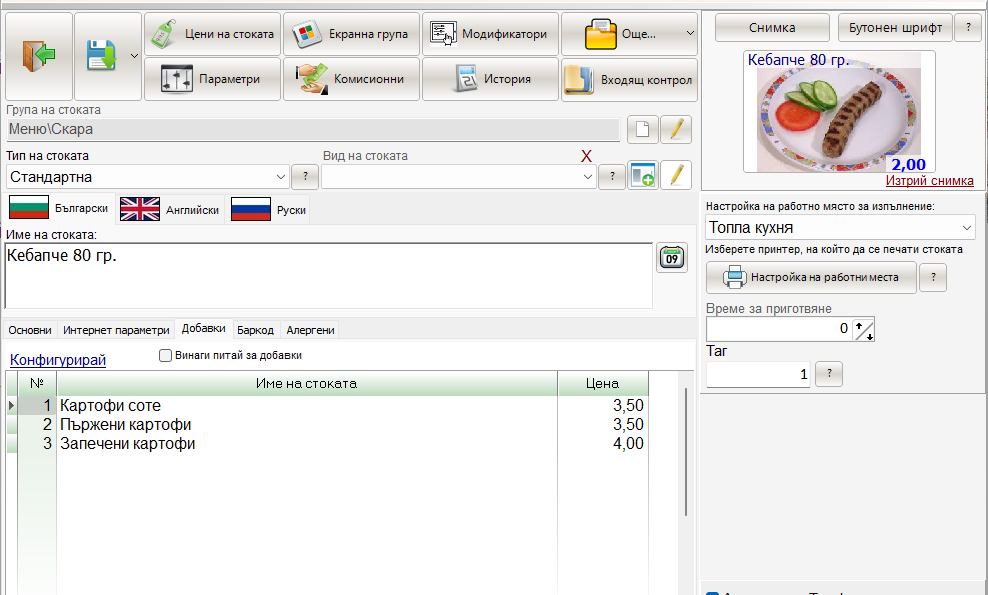 Цени на стоката
Екранна група
Модификатори
Още...
Параметри
Комисионни
История
Входящ контрол
Снимка
Бутонен шрифт
?
Кебапче 80 гр.
2,00
Изтрий снимка
Група на стоката
Меню\Скара
Тип на стоката
Вид на стоката
X
Стандартна
?
?
Български
Английски
Руски
Име на стоката:
Кебапче 80 гр.
09
Настройка на работно място за изпълнение:
Топла кухня
Изберете принтер, на който да се печати стоката
Настройка на работни места
?
Време за приготвяне
0
Таг
1
?
Основни
Интернет параметри
Добавки
Баркод
Алергени
Конфигурирай
Винаги питай за добавки
№ Име на стоката Цена
1 Картофи соте 3,50
2 Пържени картофи 3,50
3 Запечени картофи 4,00